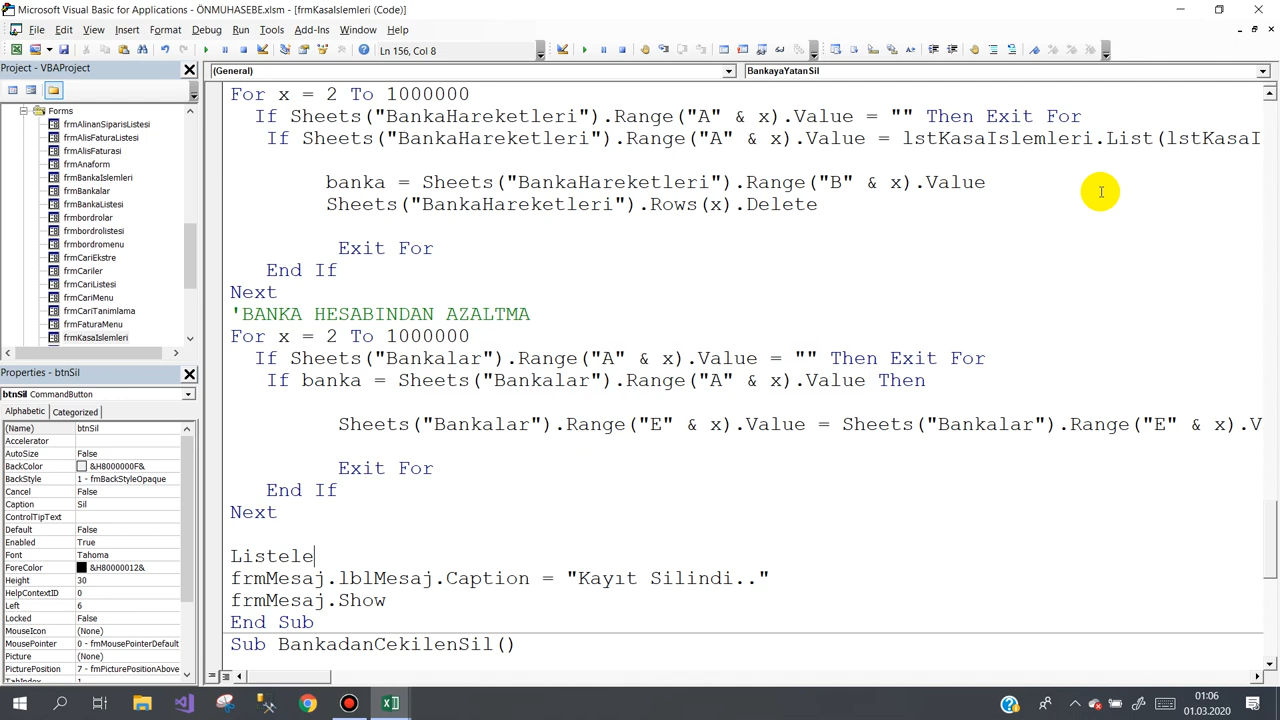 Microsoft Visual Basic for Applications - ÖNMUHASEBE.xlsm - [frmKasaIslemleri (Code)]
File Edit View Insert Format Debug Run Tools Add-Ins Window Help
Ln 156, Col 8
Project - VBAProject
(General)
BankayaYatanSil
Forms
frmAlinanSiparisListesi
frmAlisFaturaListesi
frmAlisFaturasi
frmAnaform
frmBankaIslemleri
frmBankalar
frmBankaListesi
frmbordrolar
frmbordrolistesi
frmbordromenu
frmCariEkstre
frmCariler
frmCariListesi
frmCariMenu
frmCariTanimlama
frmFaturaMenu
frmKasaIslemleri
Properties - btnSil
btnSil CommandButton
Alphabetic Categorized
(Name) btnSil
Accelerator
AutoSize False
BackColor &H8000000F&
BackStyle 1 - fmBackStyleOpaque
Cancel False
Caption Sil
ControlTipText
Default False
Enabled True
Font Tahoma
ForeColor &H80000012&
Height 30
HelpContextID 0
Left 6
Locked False
MouseIcon (None)
MousePointer 0 - fmMousePointerDefault
Picture (None)
PicturePosition 7 - fmPicturePositionAbove
TabIndex 1
For x = 2 To 1000000
If Sheets("BankaHareketleri").Range("A" & x).Value = "" Then Exit For
If Sheets("BankaHareketleri").Range("A" & x).Value = lstKasaIslemleri.List(lstKasaI
banka = Sheets("BankaHareketleri").Range("B" & x).Value
Sheets("BankaHareketleri").Rows(x).Delete
Exit For
End If
Next
'BANKA HESABINDAN AZALTMA
For x = 2 To 1000000
If Sheets("Bankalar").Range("A" & x).Value = "" Then Exit For
If banka = Sheets("Bankalar").Range("A" & x).Value Then
Sheets("Bankalar").Range("E" & x).Value = Sheets("Bankalar").Range("E" & x).V
Exit For
End If
Next
Listele
frmMesaj.lblMesaj.Caption = "Kayıt Silindi.."
frmMesaj.Show
End Sub
Sub BankadanCekilenSil()
01:06
01.03.2020